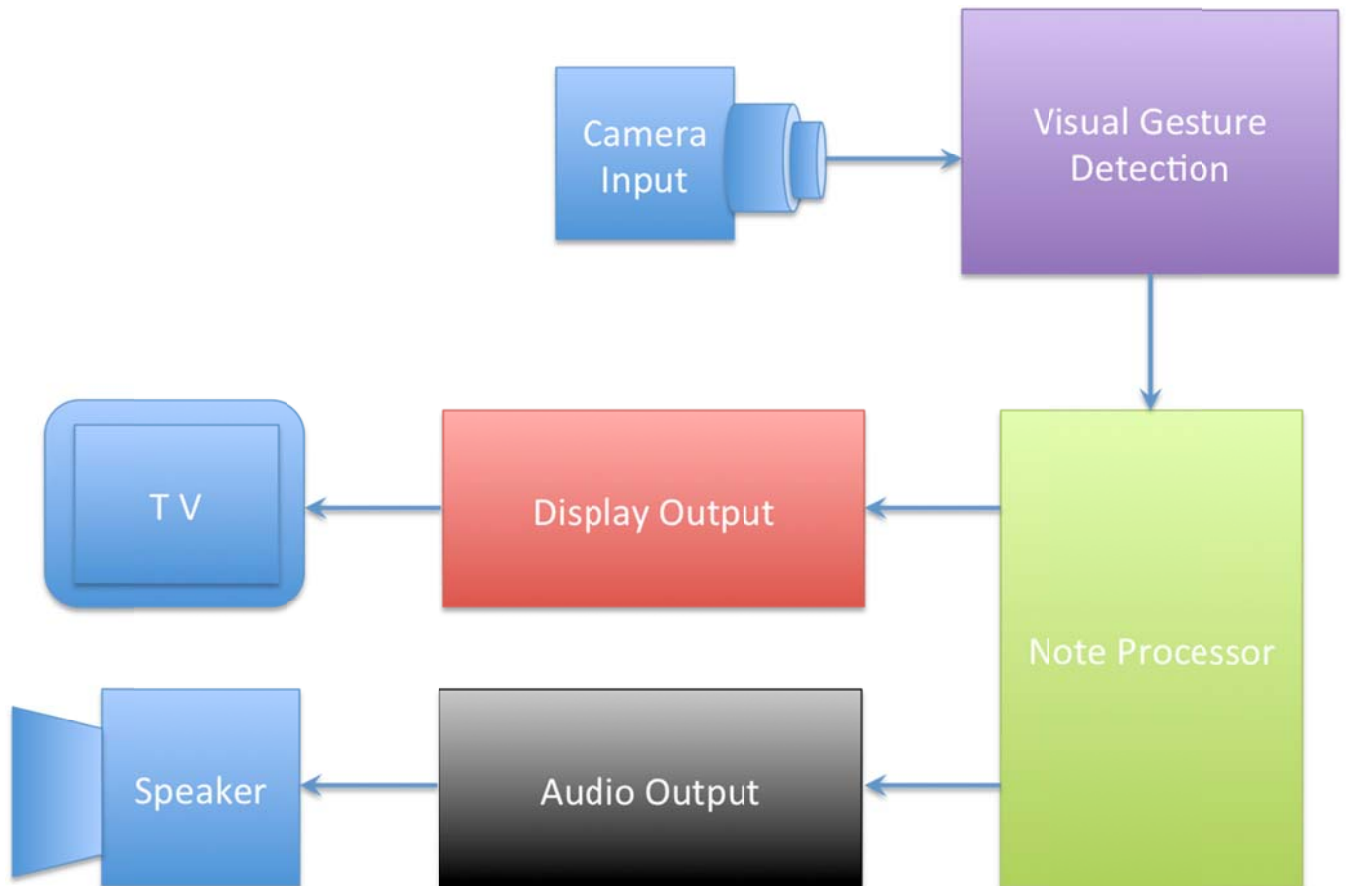 Camera
Input
Visual Gesture
Detection
T V
Display Output
Note Processor
Speaker
Audio Output